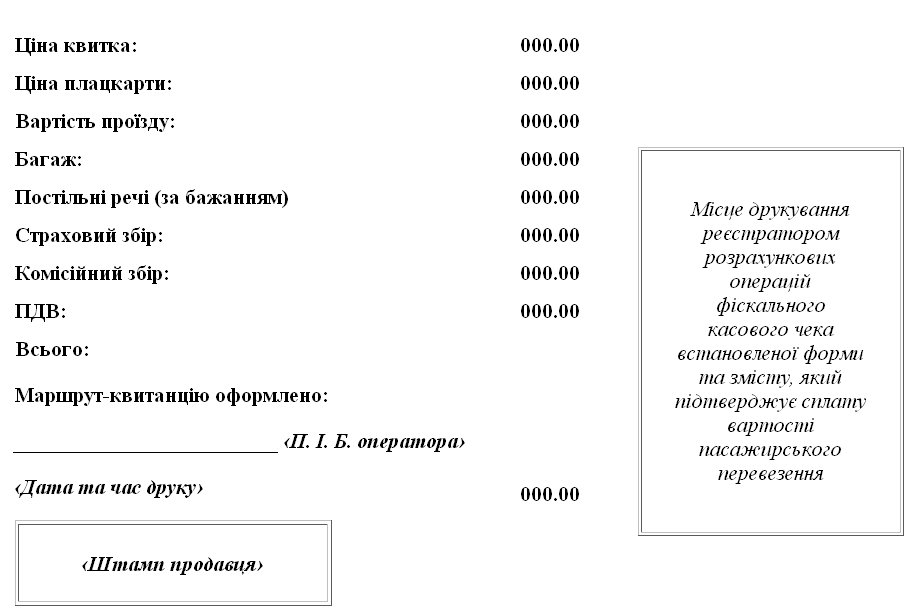 Ціна квитка: 000.00
Ціна плацкарти: 000.00
Вартість проїзду: 000.00
Багаж: 000.00
Постільні речі (за бажанням) 000.00
Страховий збір: 000.00
Комісійний збір: 000.00
ПДВ: 000.00
Всього:
Маршрут-квитанцію оформлено:
_________________________ ‹П. І. Б. оператора›
‹Дата та час друку› 000.00
‹Штамп продавця›
Місце друкування
реєстратором
розрахункових
операцій
фіскального
касового чека
встановленої форми
та змісту, який
підтверджує сплату
вартості
пасажирського
перевезення